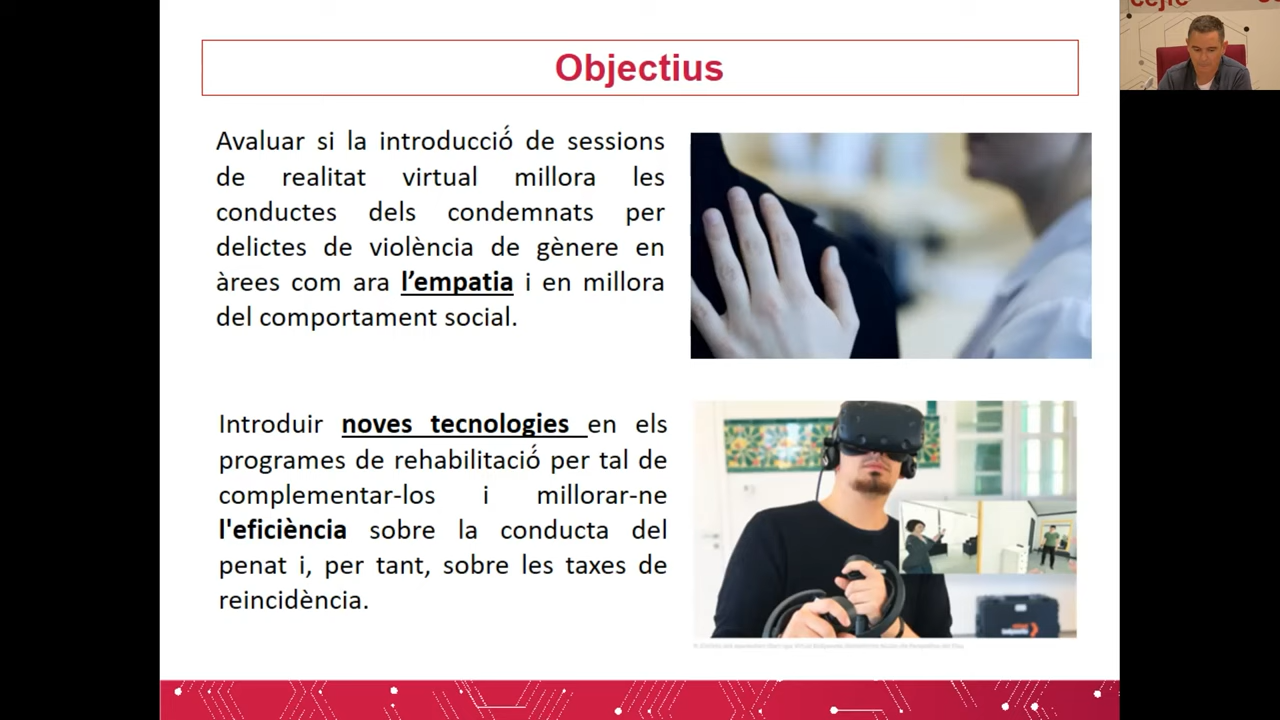 Objectius
Avaluar si la introducció de sessions
de realitat virtual millora les
conductes dels condemnats per
delictes de violència de gènere en
àrees com ara l’empatia i en millora
del comportament social.
Introduir noves tecnologies en els
programes de rehabilitació per tal de
complementar-los i millorar-ne
l'eficiència sobre la conducta del
penat i, per tant, sobre les taxes de
reincidència.